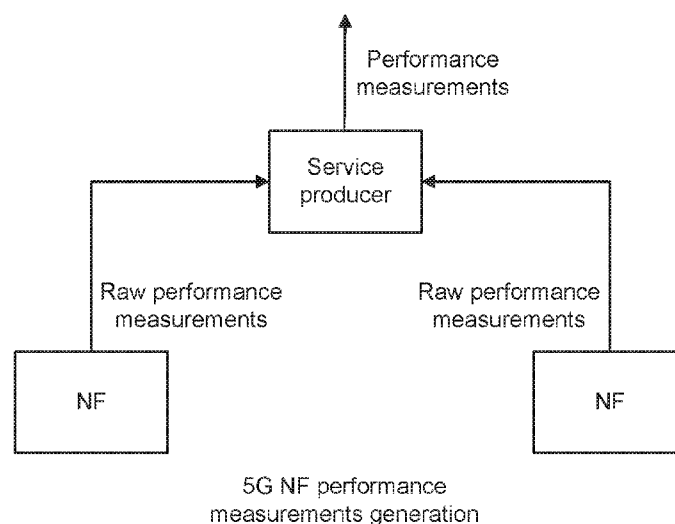 Performance
measurements
Service
producer
Raw performance
measurements
Raw performance
measurements
NF
NF
5G NF performance
measurements generation